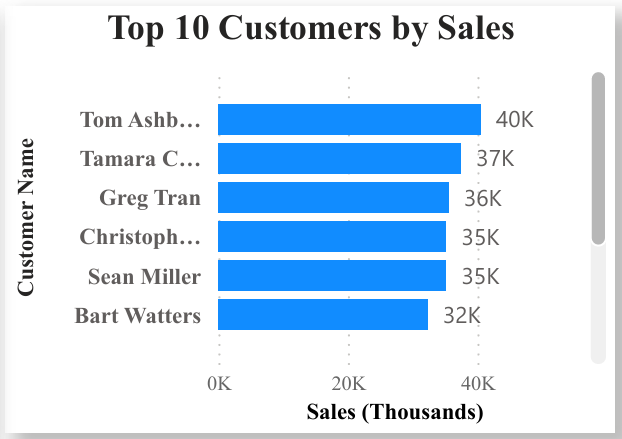 Top 10 Customers by Sales
Customer Name
Tom Ashb… 40K
Tamara C… 37K
Greg Tran 36K
Christoph… 35K
Sean Miller 35K
Bart Watters 32K
0K 20K 40K
Sales (Thousands)